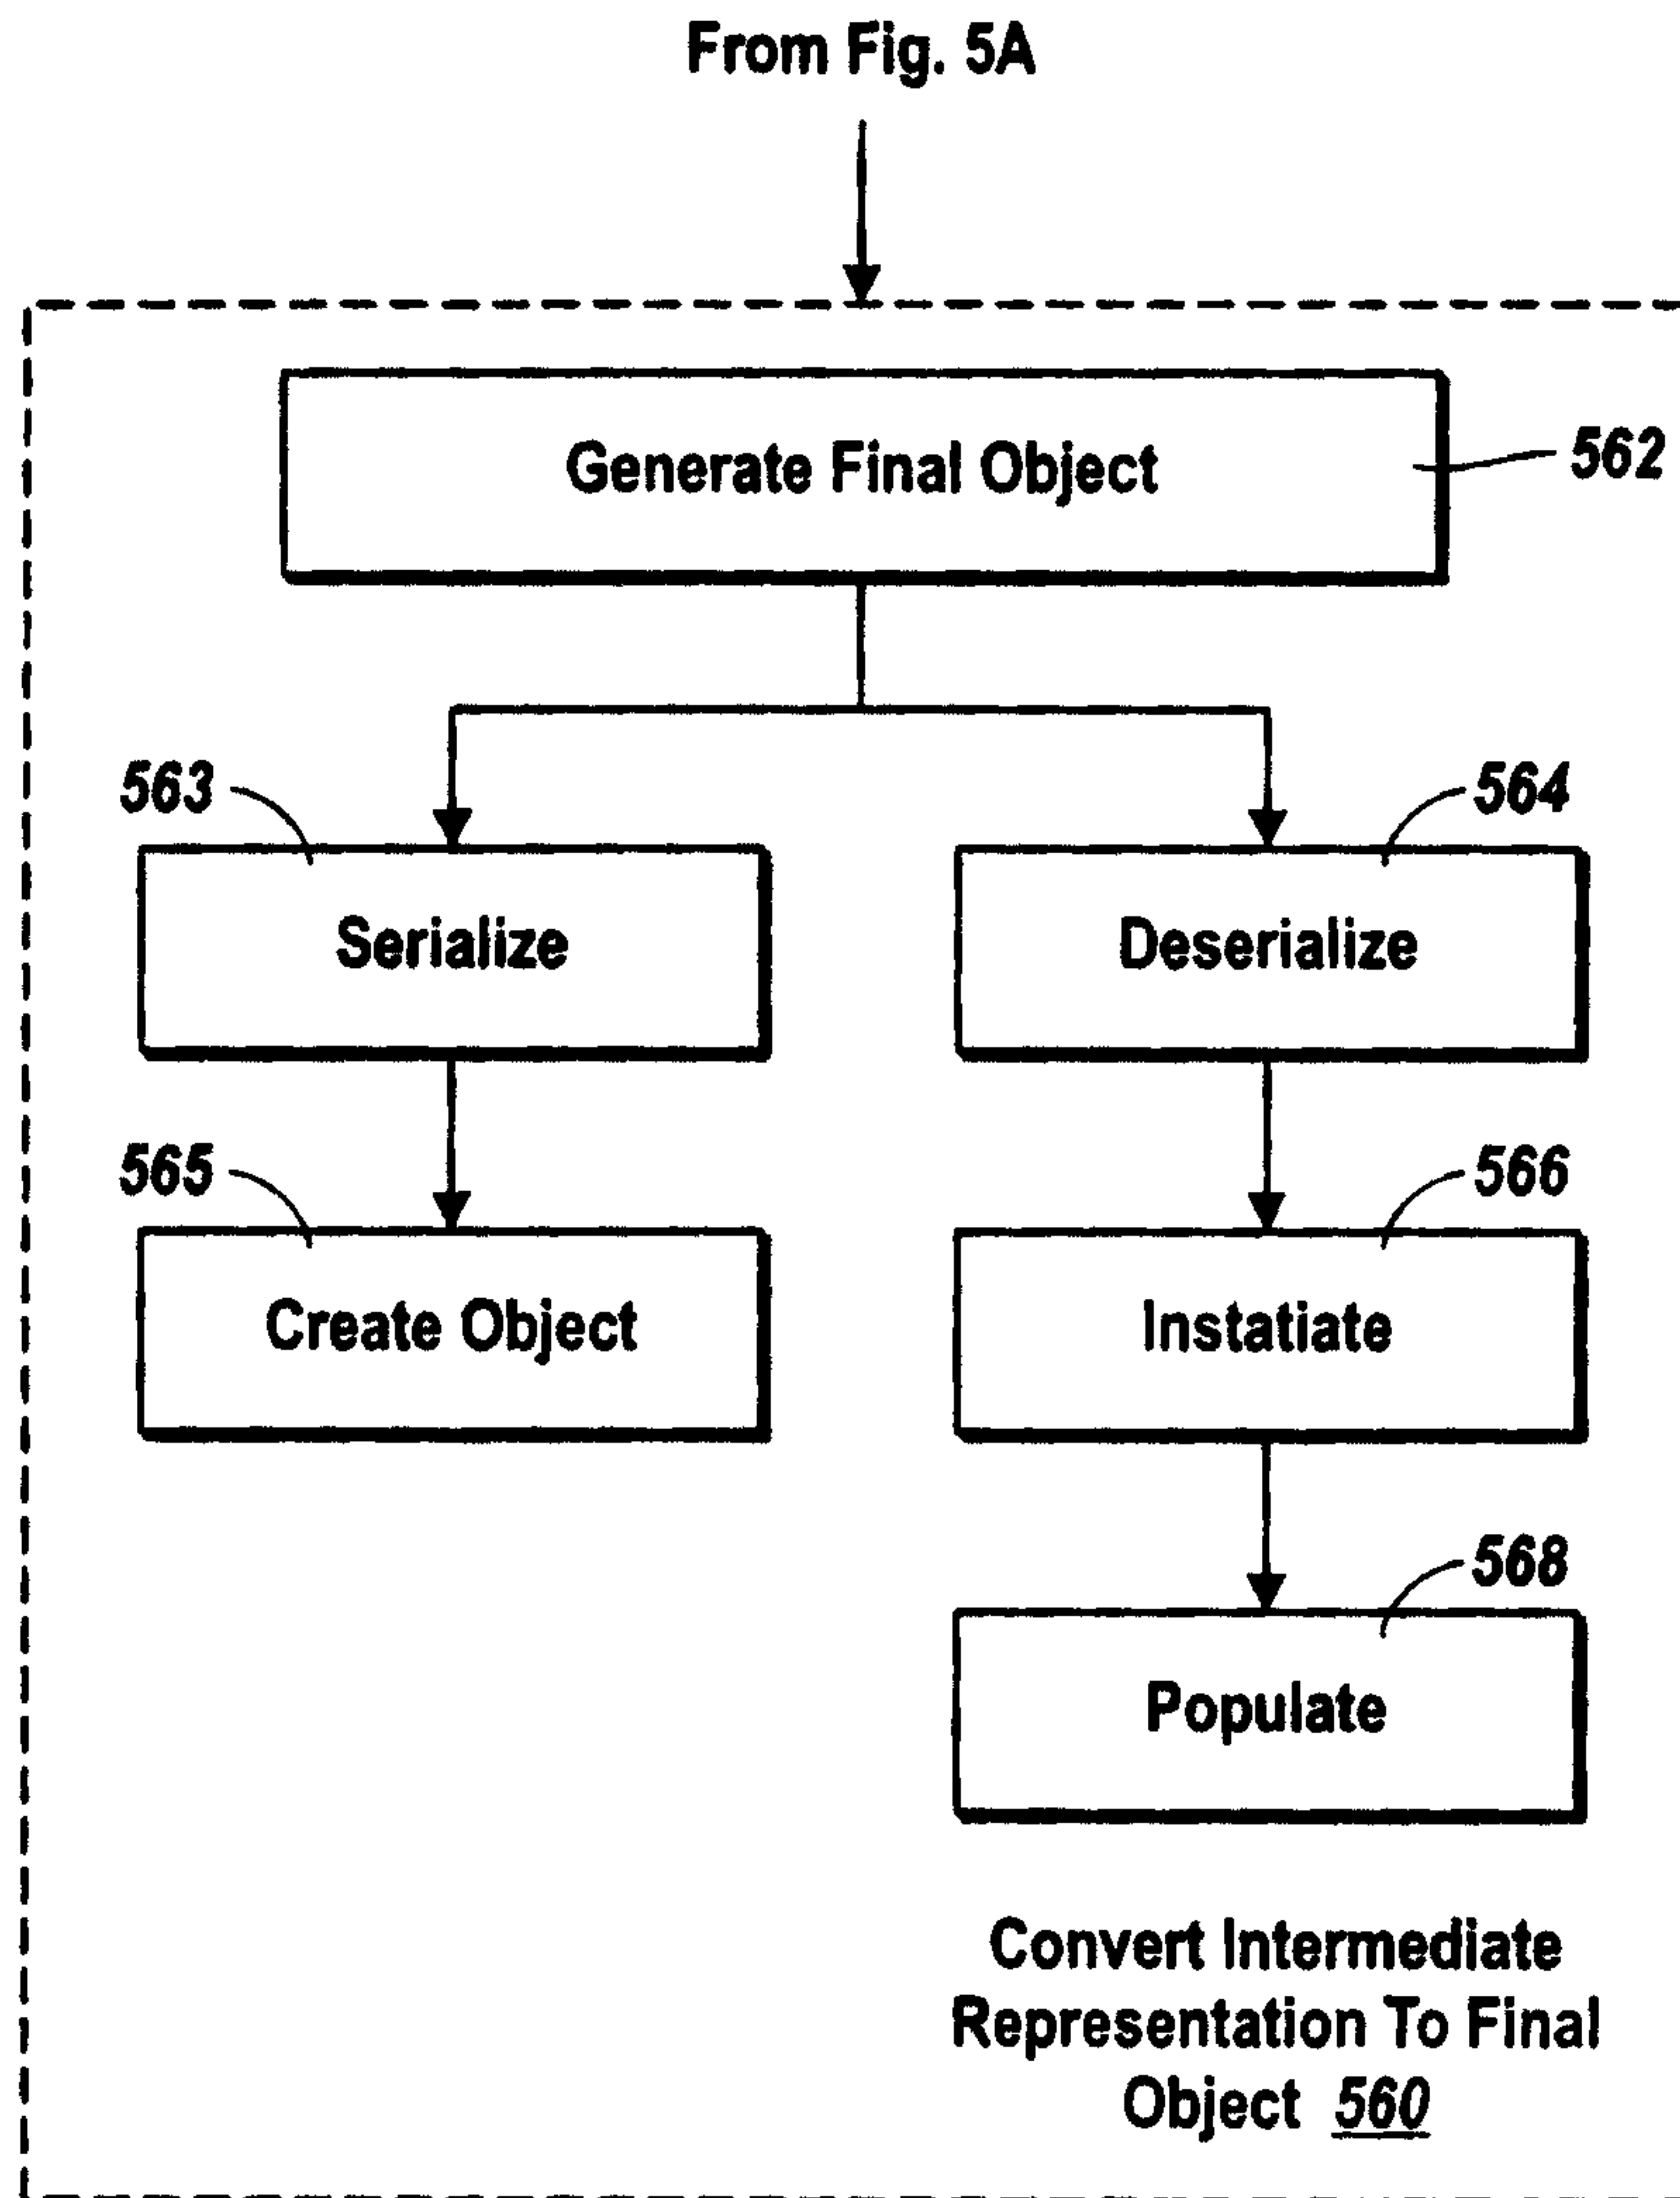 From Fig. 5A
Generate Final Object
562
563
564
Serialize
Deserialize
565
566
Create Object
Instatiate
568
Populate
Convert Intermediate
Representation To Final
Object 560